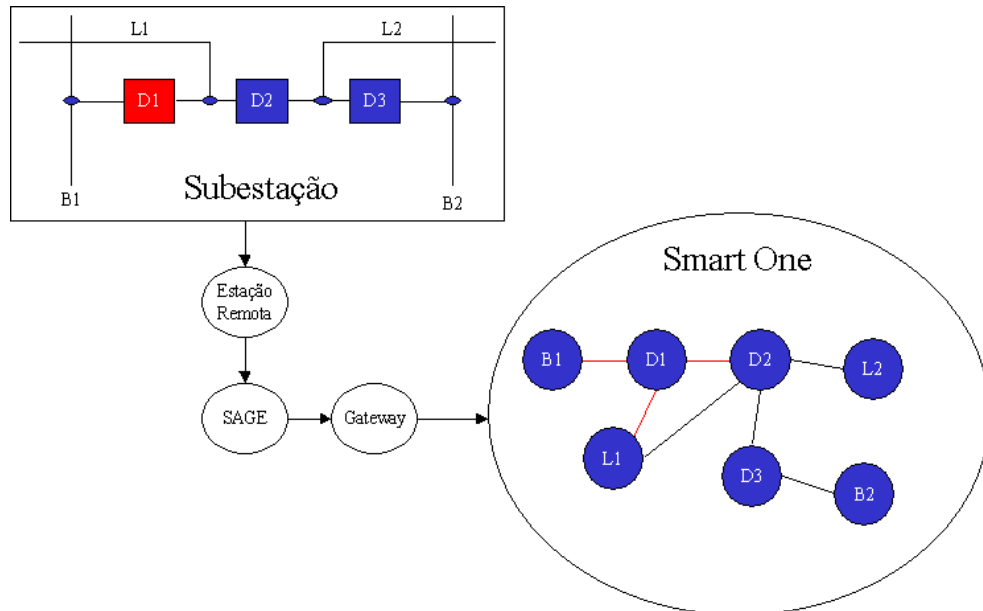 L1
L2
D1
D2
D3
Subestação
B1
B2
Estação
Remota
SAGE
Gateway
Smart One
B1
D1
D2
L2
L1
D3
B2